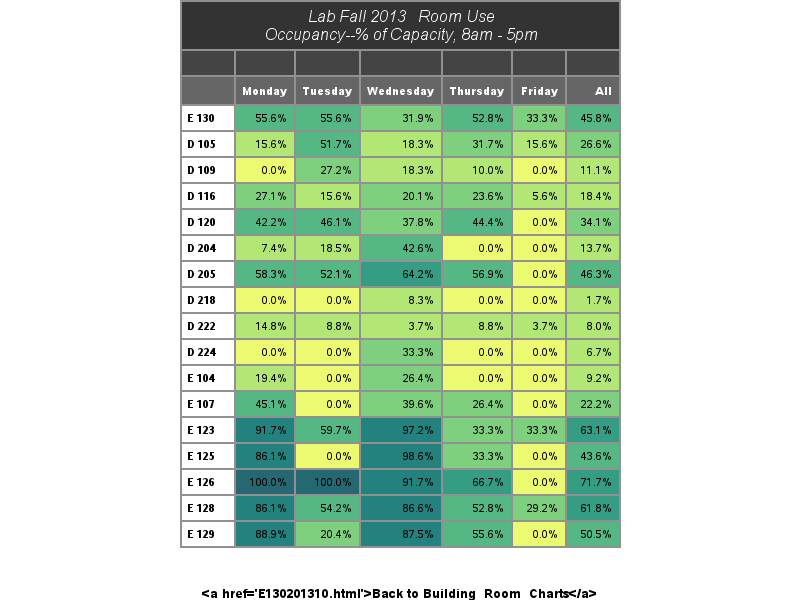 Lab Fall 2013 Room Use
Occupancy--% of Capacity, 8am - 5pm
Monday Tuesday Wednesday Thursday Friday All
E 130 55.6% 55.6% 31.9% 52.8% 33.3% 45.8%
D 105 15.6% 51.7% 18.3% 31.7% 15.6% 26.6%
D 109 0.0% 27.2% 18.3% 10.0% 0.0% 11.1%
D 116 27.1% 15.6% 20.1% 23.6% 5.6% 18.4%
D 120 42.2% 46.1% 37.8% 44.4% 0.0% 34.1%
D 204 7.4% 18.5% 42.6% 0.0% 0.0% 13.7%
D 205 58.3% 52.1% 64.2% 56.9% 0.0% 46.3%
D 218 0.0% 0.0% 8.3% 0.0% 0.0% 1.7%
D 222 14.8% 8.8% 3.7% 8.8% 3.7% 8.0%
D 224 0.0% 0.0% 33.3% 0.0% 0.0% 6.7%
E 104 19.4% 0.0% 26.4% 0.0% 0.0% 9.2%
E 107 45.1% 0.0% 39.6% 26.4% 0.0% 22.2%
E 123 91.7% 59.7% 97.2% 33.3% 33.3% 63.1%
E 125 86.1% 0.0% 98.6% 33.3% 0.0% 43.6%
E 126 100.0% 100.0% 91.7% 66.7% 0.0% 71.7%
E 128 86.1% 54.2% 86.6% 52.8% 29.2% 61.8%
E 129 88.9% 20.4% 87.5% 55.6% 0.0% 50.5%
<a href='E130201310.html'>Back to Building_Room_Charts</a>